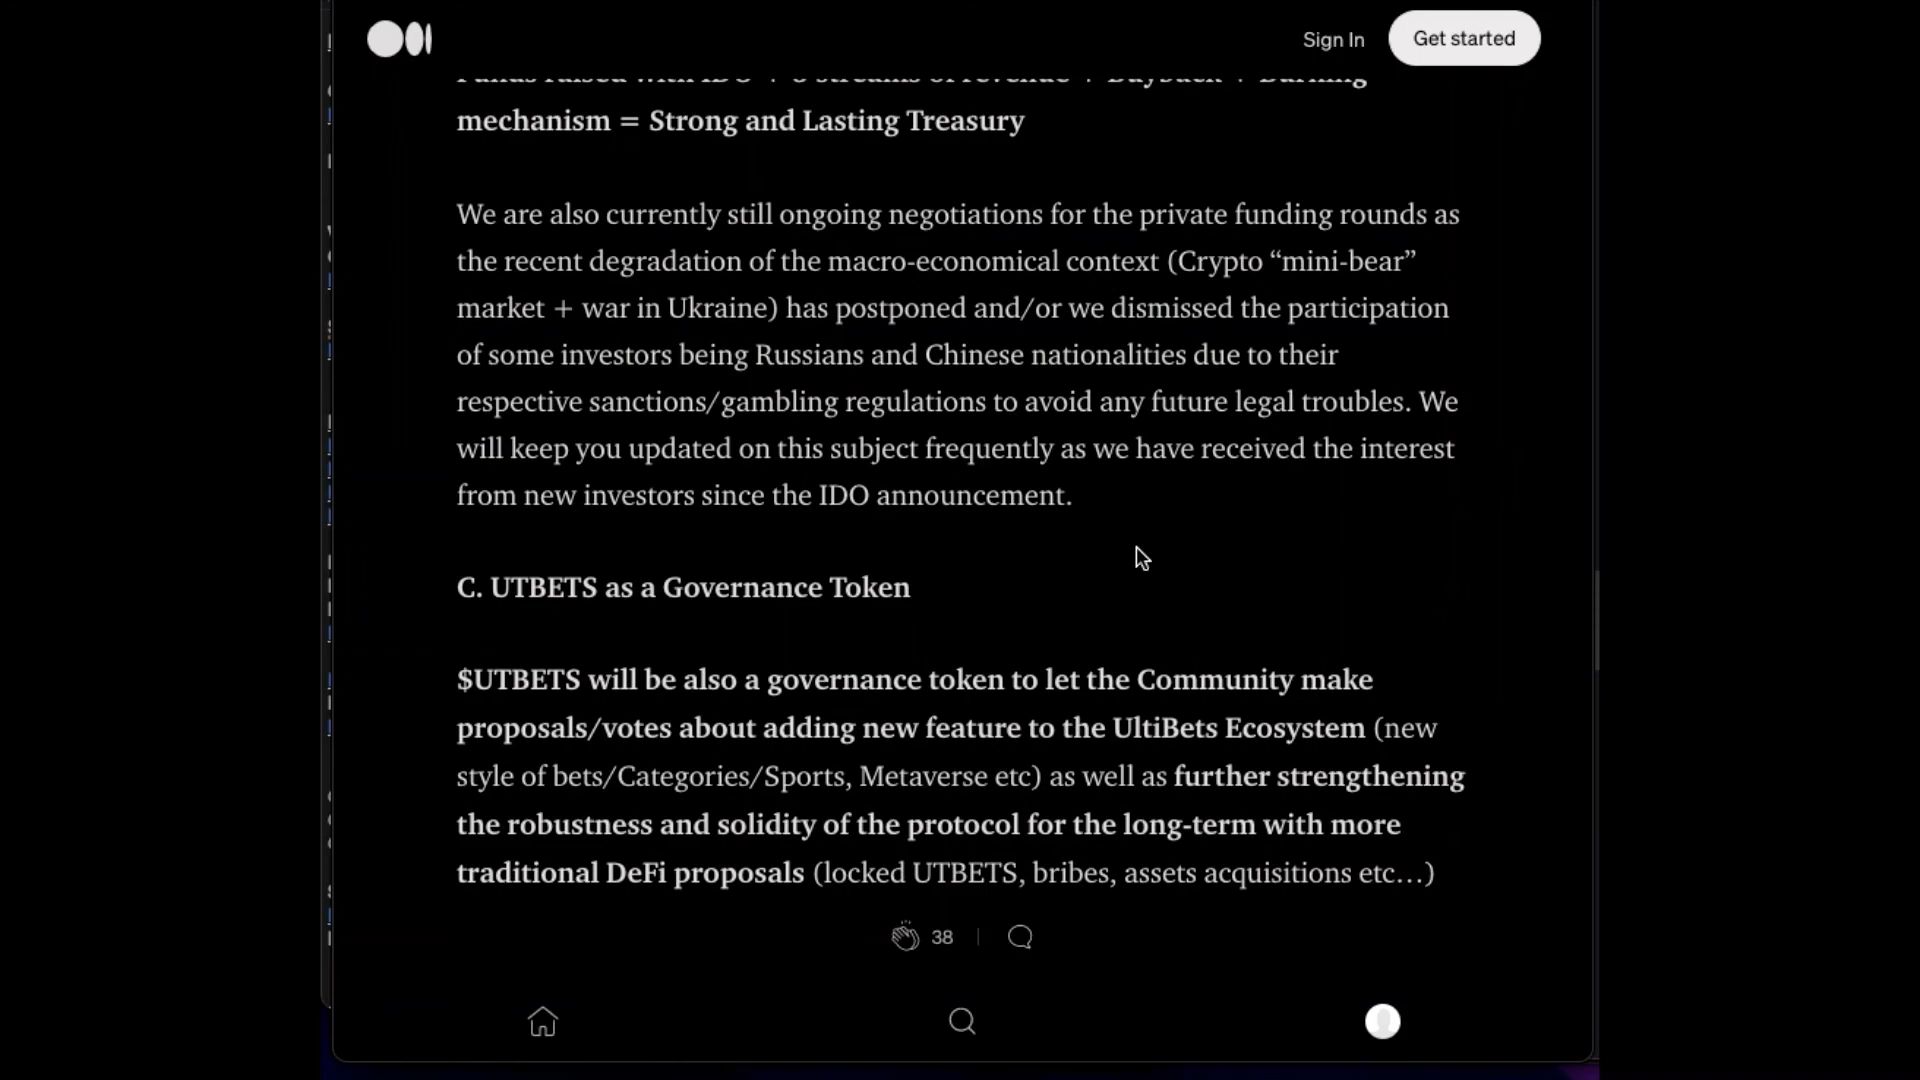 Sign In
Get started
mechanism = Strong and Lasting Treasury
We are also currently still ongoing negotiations for the private funding rounds as
the recent degradation of the macro-economical context (Crypto “mini-bear”
market + war in Ukraine) has postponed and/or we dismissed the participation
of some investors being Russians and Chinese nationalities due to their
respective sanctions/gambling regulations to avoid any future legal troubles. We
will keep you updated on this subject frequently as we have received the interest
from new investors since the IDO announcement.
C. UTBETS as a Governance Token
$UTBETS will be also a governance token to let the Community make
proposals/votes about adding new feature to the UltiBets Ecosystem (new
style of bets/Categories/Sports, Metaverse etc) as well as further strengthening
the robustness and solidity of the protocol for the long-term with more
traditional DeFi proposals (locked UTBETS, bribes, assets acquisitions etc…)
38